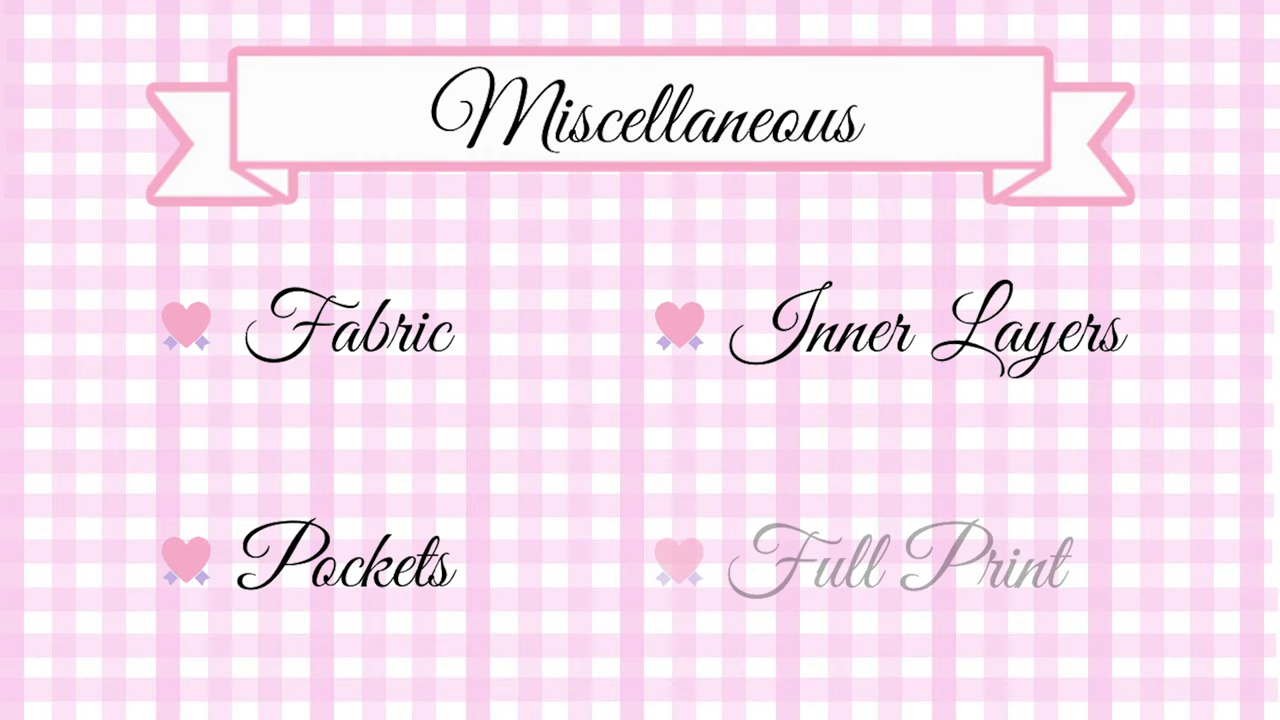 Miscellaneous
Fabric
Inner Layers
Pockets
Full Print